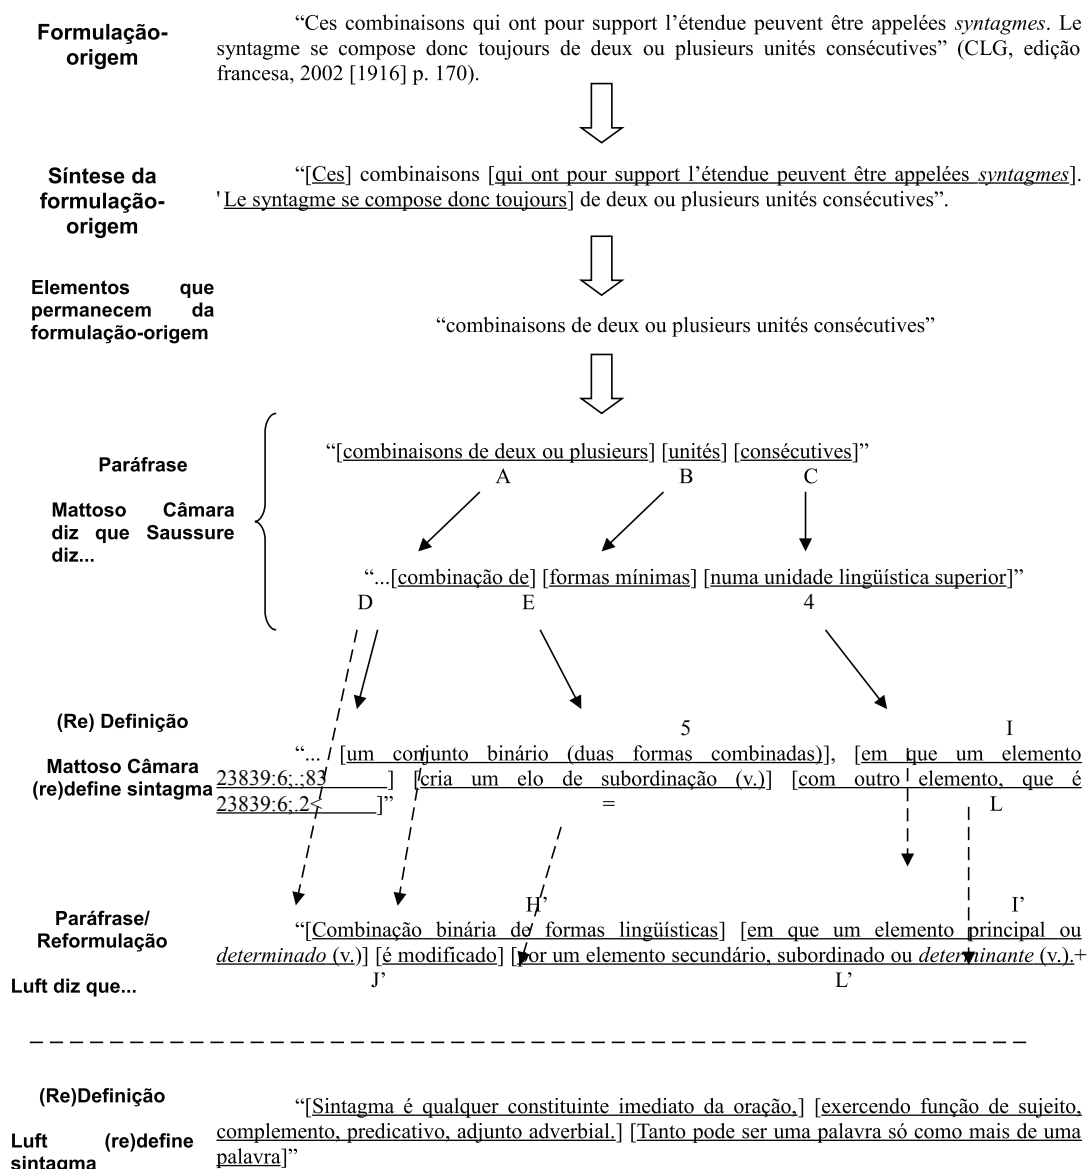 Formulação-
origem
“Ces combinaisons qui ont pour support l’étendue peuvent être appelées syntagmes. Le
syntagme se compose donc toujours de deux ou plusieurs unités consécutives” (CLG, edição
francesa, 2002 [1916] p. 170).
Síntese da
formulação-
origem
“[Ces] combinaisons [qui ont pour support l’étendue peuvent être appelées syntagmes].
'Le syntagme se compose donc toujours] de deux ou plusieurs unités consécutives”.
Elementos que
permanecem da
formulação-origem
“combinaisons de deux ou plusieurs unités consécutives”
Paráfrase
Mattoso Câmara
diz que Saussure
diz...
“[combinaisons de deux ou plusieurs] [unités] [consécutives]”
A B C
“...[combinação de] [formas mínimas] [numa unidade lingüística superior]”
D E 4
(Re) Definição
Mattoso Câmara
(re)define sintagma
5 I
“... [um conjunto binário (duas formas combinadas)], [em que um elemento
23839:6;.;83 ] [cria um elo de subordinação (v.)] [com outro elemento, que é
23839:6;.2< ]” = L
Paráfrase/
Reformulação
Luft diz que...
H’ I’
“[Combinação binária de formas lingüísticas] [em que um elemento principal ou
determinado (v.)] [é modificado] [por um elemento secundário, subordinado ou determinante (v.).+
J’ L’
(Re)Definição
Luft (re)define
sintagma
“[Sintagma é qualquer constituinte imediato da oração,] [exercendo função de sujeito,
complemento, predicativo, adjunto adverbial.] [Tanto pode ser uma palavra só como mais de uma
palavra]”